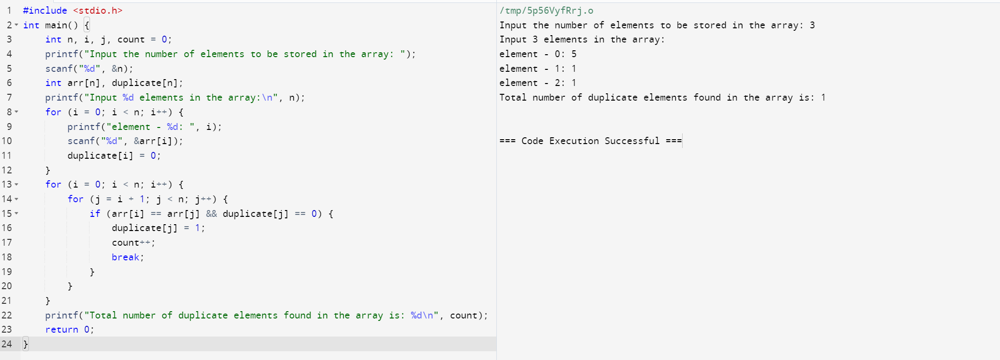 1 #include <stdio.h>
2 int main() {
3     int n, i, j, count = 0;
4     printf("Input the number of elements to be stored in the array: ");
5     scanf("%d", &n);
6     int arr[n], duplicate[n];
7     printf("Input %d elements in the array:\n", n);
8     for (i = 0; i < n; i++) {
9         printf("element - %d: ", i);
10         scanf("%d", &arr[i]);
11         duplicate[i] = 0;
12     }
13     for (i = 0; i < n; i++) {
14         for (j = i + 1; j < n; j++) {
15             if (arr[i] == arr[j] && duplicate[j] == 0) {
16                 duplicate[j] = 1;
17                 count++;
18                 break;
19             }
20         }
21     }
22     printf("Total number of duplicate elements found in the array is: %d\n", count);
23     return 0;
24 }
/tmp/5p56VyfRrj.o
Input the number of elements to be stored in the array: 3
Input 3 elements in the array:
element - 0: 5
element - 1: 1
element - 2: 1
Total number of duplicate elements found in the array is: 1
=== Code Execution Successful ===